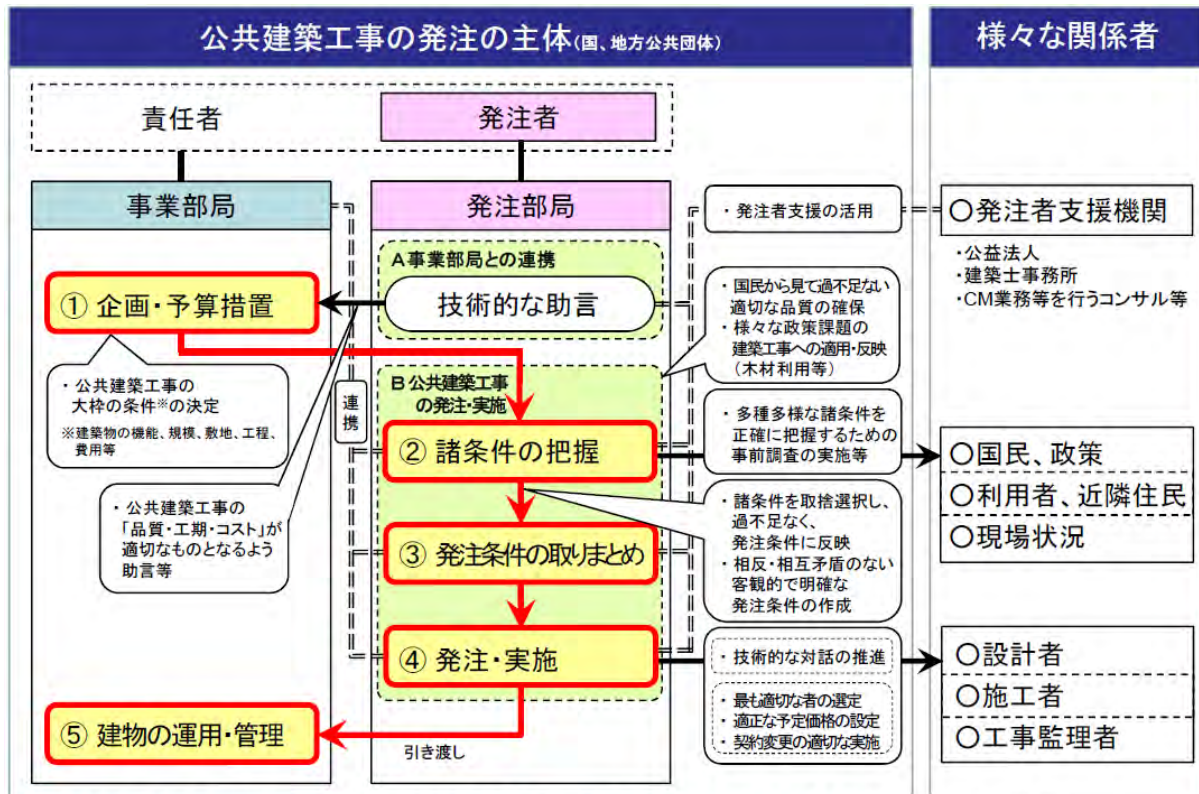 公共建築工事の発注の主体(国、地方公共団体)
様々な関係者
責任者
発注者
事業部局
発注部局
・発注者支援の活用
〇発注者支援機関
・公益法人
・建築士事務所
・CM業務等を行うコンサル等
A事業部局との連携
技術的な助言
① 企画・予算措置
・国民から見て過不足ない
適切な品質の確保
・様々な政策課題の
建築工事への適用・反映
(木材利用等)
・公共建築工事の
大枠の条件※の決定
※建築物の機能、規模、敷地、工程、
費用等
連携
B公共建築工事
の発注・実施
② 諸条件の把握
・多種多様な諸条件を
正確に把握するための
事前調査の実施等
〇国民、政策
〇利用者、近隣住民
〇現場状況
・公共建築工事の
「品質・工期・コスト」が
適切なものとなるよう
助言等
③ 発注条件の取りまとめ
・諸条件を取捨選択し、
過不足なく、
発注条件に反映
・相反・相互矛盾のない
客観的で明確な
発注条件の作成
④ 発注・実施
・技術的な対話の推進
・最も適切な者の選定
・適正な予定価格の設定
・契約変更の適切な実施
〇設計者
〇施工者
〇工事監理者
⑤ 建物の運用・管理
引き渡し